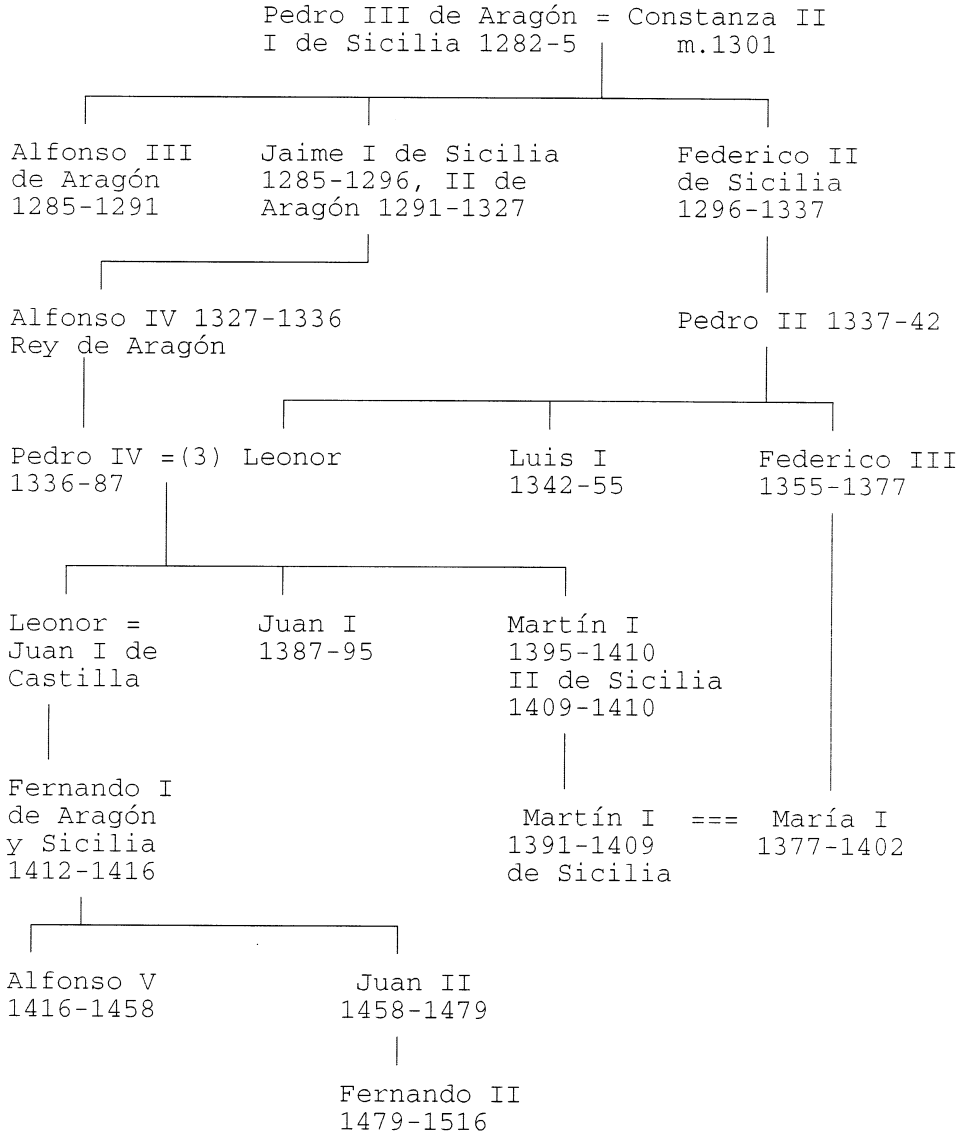 Pedro III de Aragón = Constanza II
I de Sicilia 1282-5 m.1301
Alfonso III
de Aragón
1285-1291
Jaime I de Sicilia
1285-1296, II de
Aragón 1291-1327
Federico II
de Sicilia
1296-1337
Alfonso IV 1327-1336
Rey de Aragón
Pedro II 1337-42
Pedro IV =(3) Leonor
1336-87
Luis I
1342-55
Federico III
1355-1377
Leonor =
Juan I de
Castilla
Juan I
1387-95
Martín I
1395-1410
II de Sicilia
1409-1410
Fernando I
de Aragón
y Sicilia
1412-1416
Martín I === María I
1391-1409 1377-1402
de Sicilia
Alfonso V
1416-1458
Juan II
1458-1479
Fernando II
1479-1516